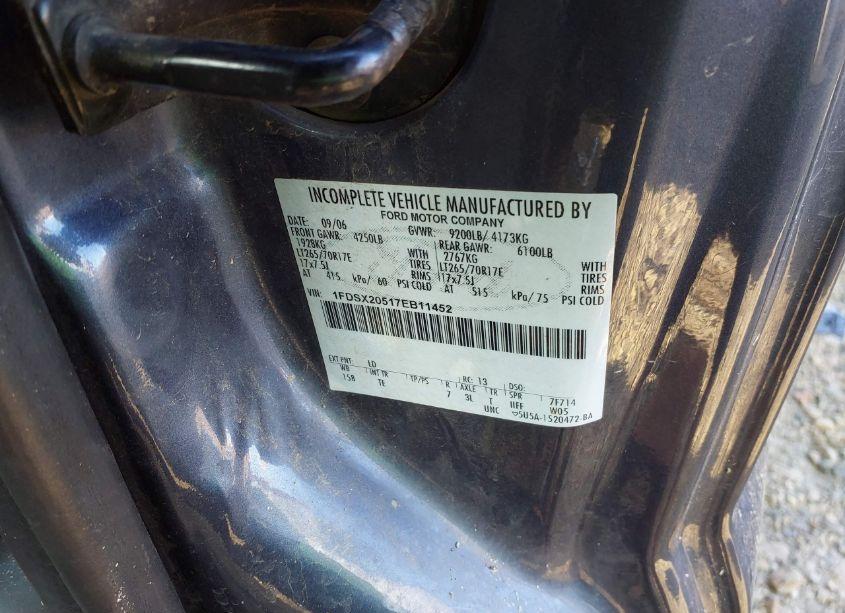 INCOMPLETE VEHICLE MANUFACTURED BY
FORD MOTOR COMPANY
DATE: 09/06 GVWR: 9200LB/ 4173KG
FRONT GAWR: 4250LB REAR GAWR: 6100LB
1928KG 2767KG
LT265/70R17E WITH TIRES LT265/70R17E WITH TIRES
17x7.5J RIMS 17x7.5J RIMS
AT 415 kPa/ 60 PSI COLD AT 515 kPa/ 75 PSI COLD
VIN: 1FDSX20517EB11452
EXT PNT: LD RC: 13 DSO:
WB INT TR TP/PS R AXLE TR SPR 7F714
158 TE 7 3L T UFF W05
UNC ▽5U5A-1520472-BA